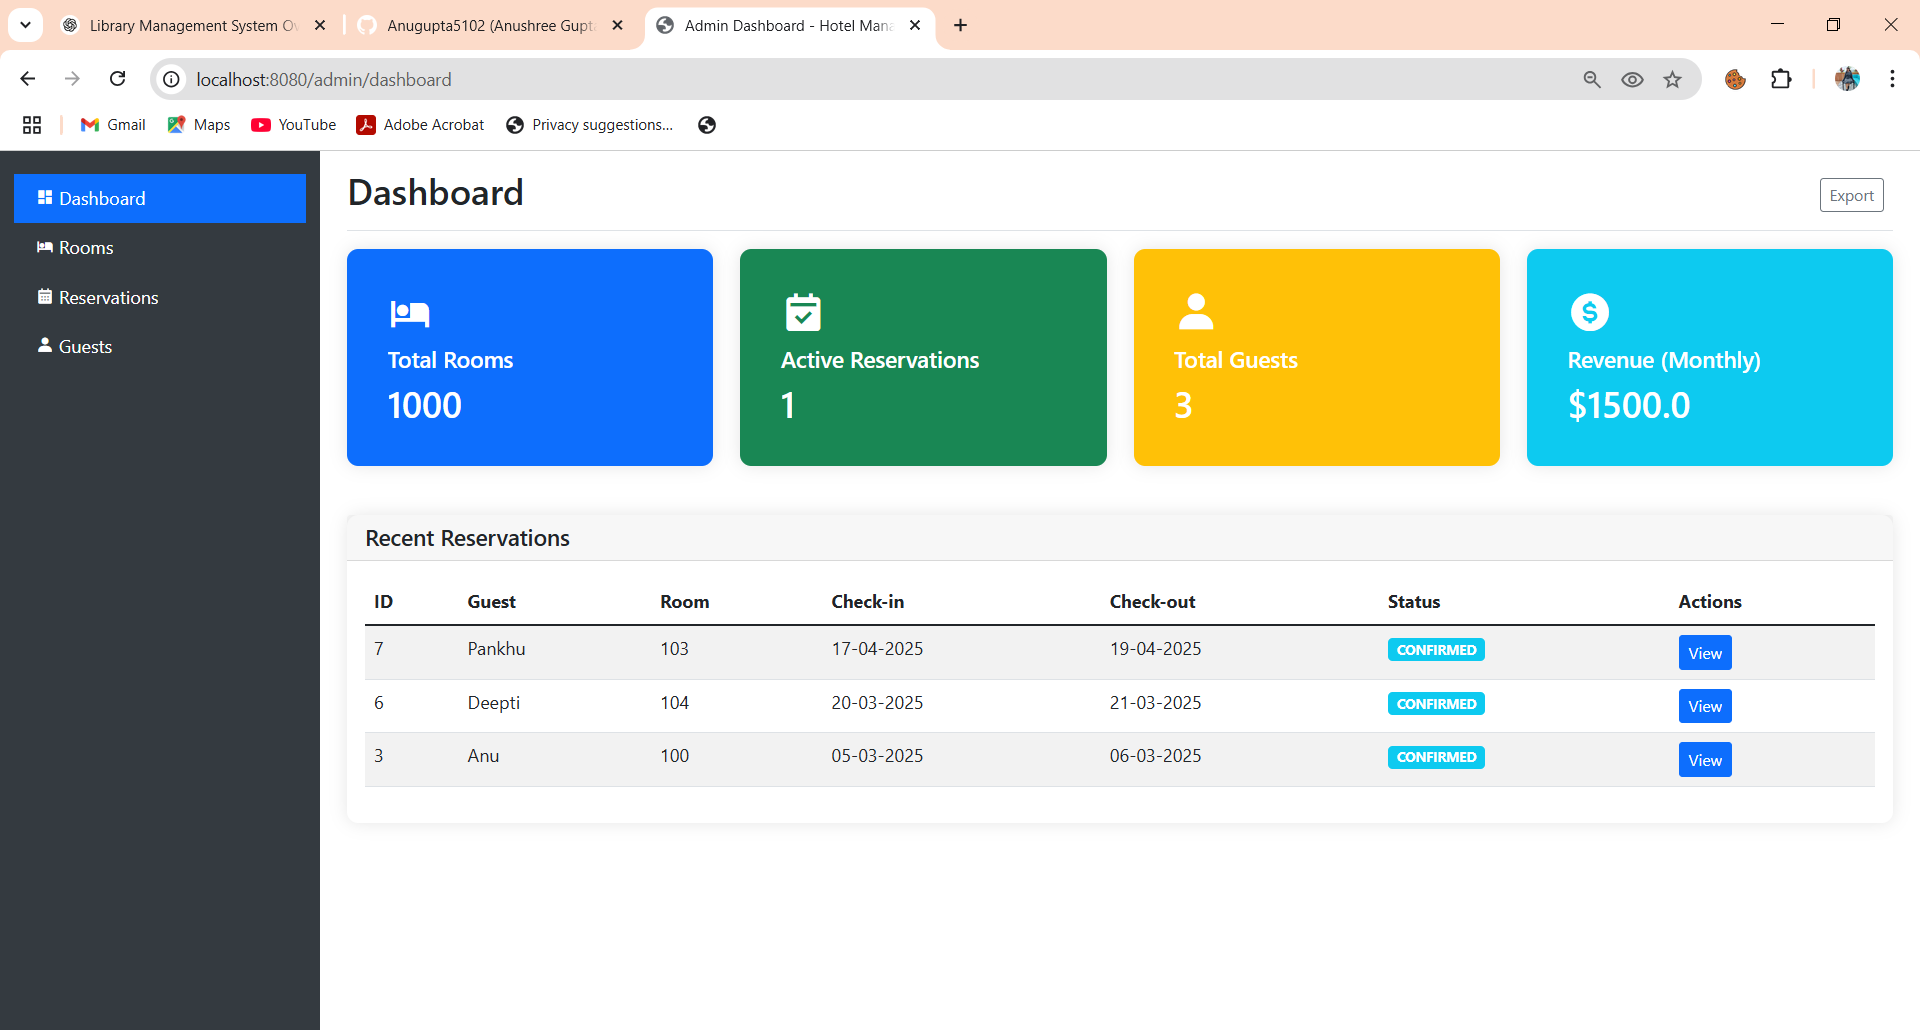 Library Management System Ov
Anugupta5102 (Anushree Gupta
Admin Dashboard - Hotel Mana
localhost:8080/admin/dashboard
Gmail
Maps
YouTube
Adobe Acrobat
Privacy suggestions...
Dashboard
Rooms
Reservations
Guests
Dashboard
Export
Total Rooms
1000
Active Reservations
1
Total Guests
3
Revenue (Monthly)
$1500.0
Recent Reservations
ID Guest Room Check-in Check-out Status Actions
7 Pankhu 103 17-04-2025 19-04-2025 CONFIRMED View
6 Deepti 104 20-03-2025 21-03-2025 CONFIRMED View
3 Anu 100 05-03-2025 06-03-2025 CONFIRMED View